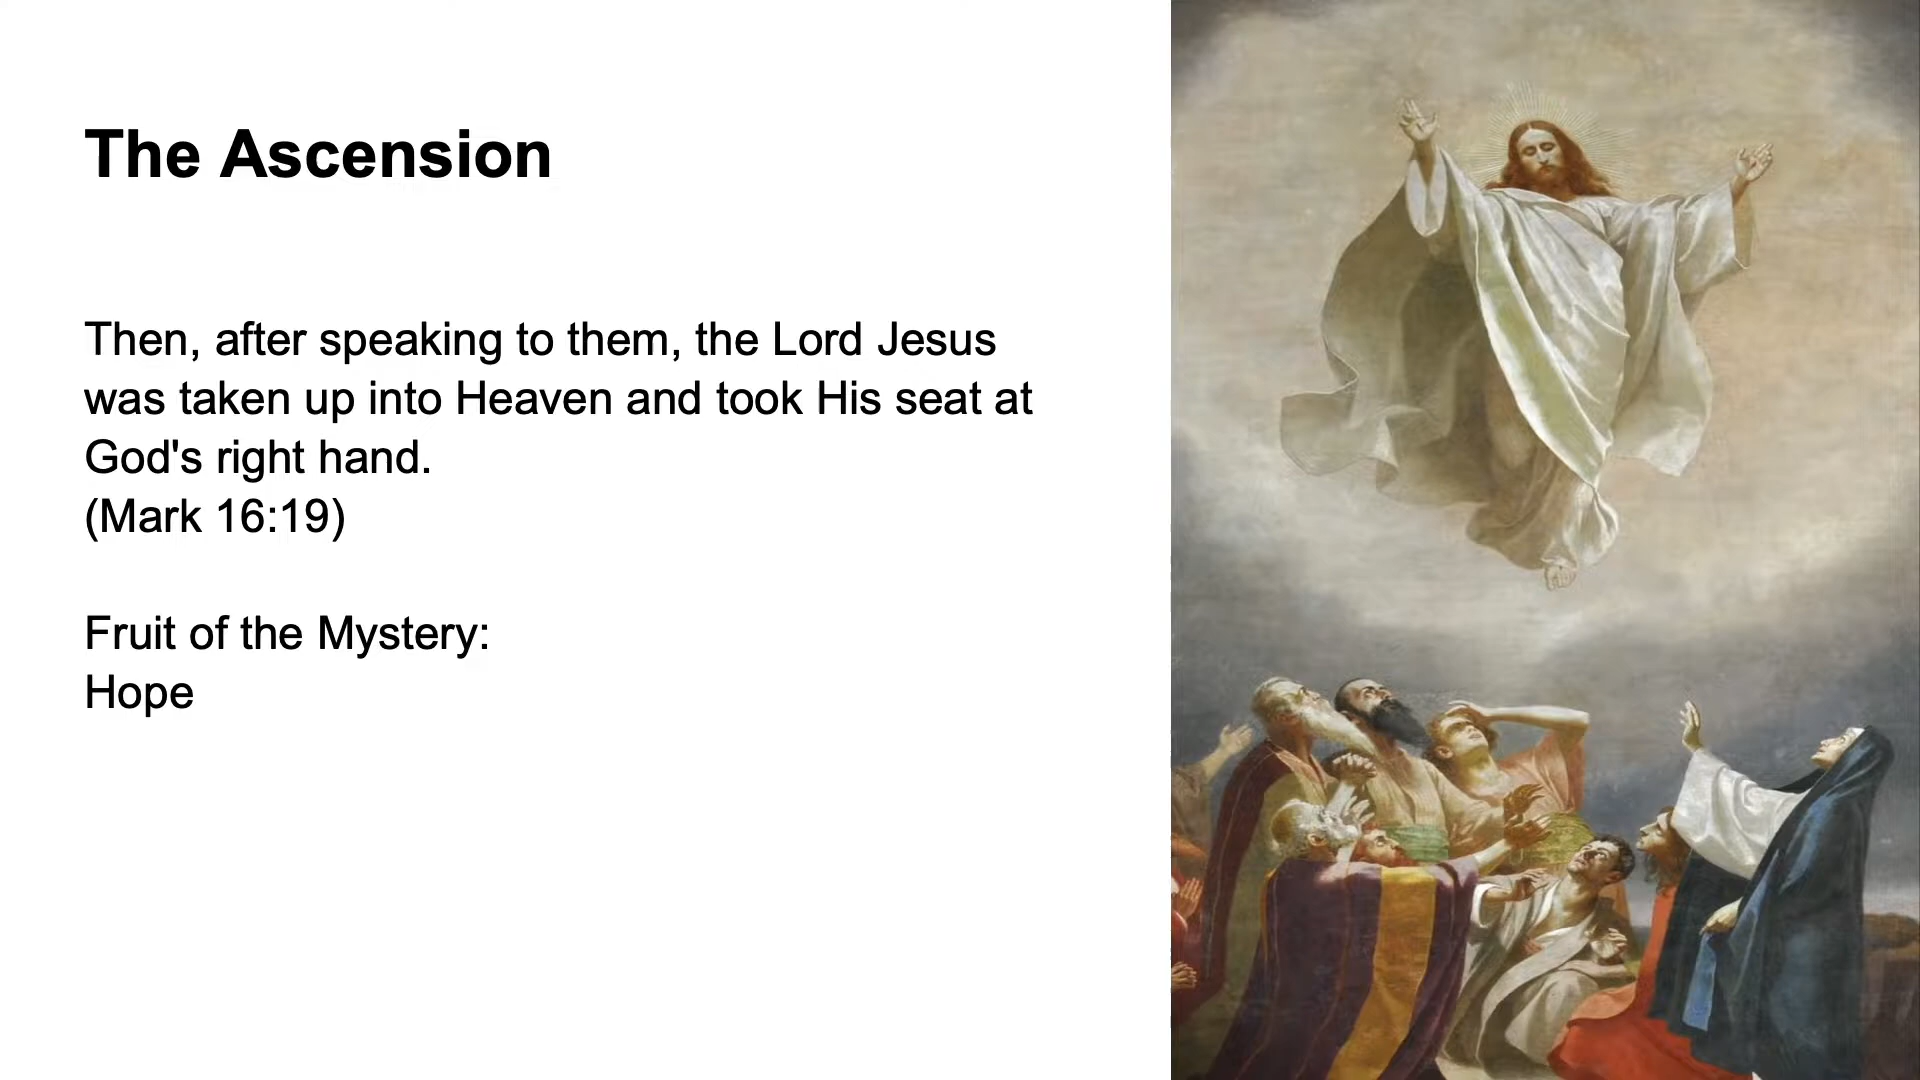 The Ascension
Then, after speaking to them, the Lord Jesus
was taken up into Heaven and took His seat at
God's right hand.
(Mark 16:19)
Fruit of the Mystery:
Hope